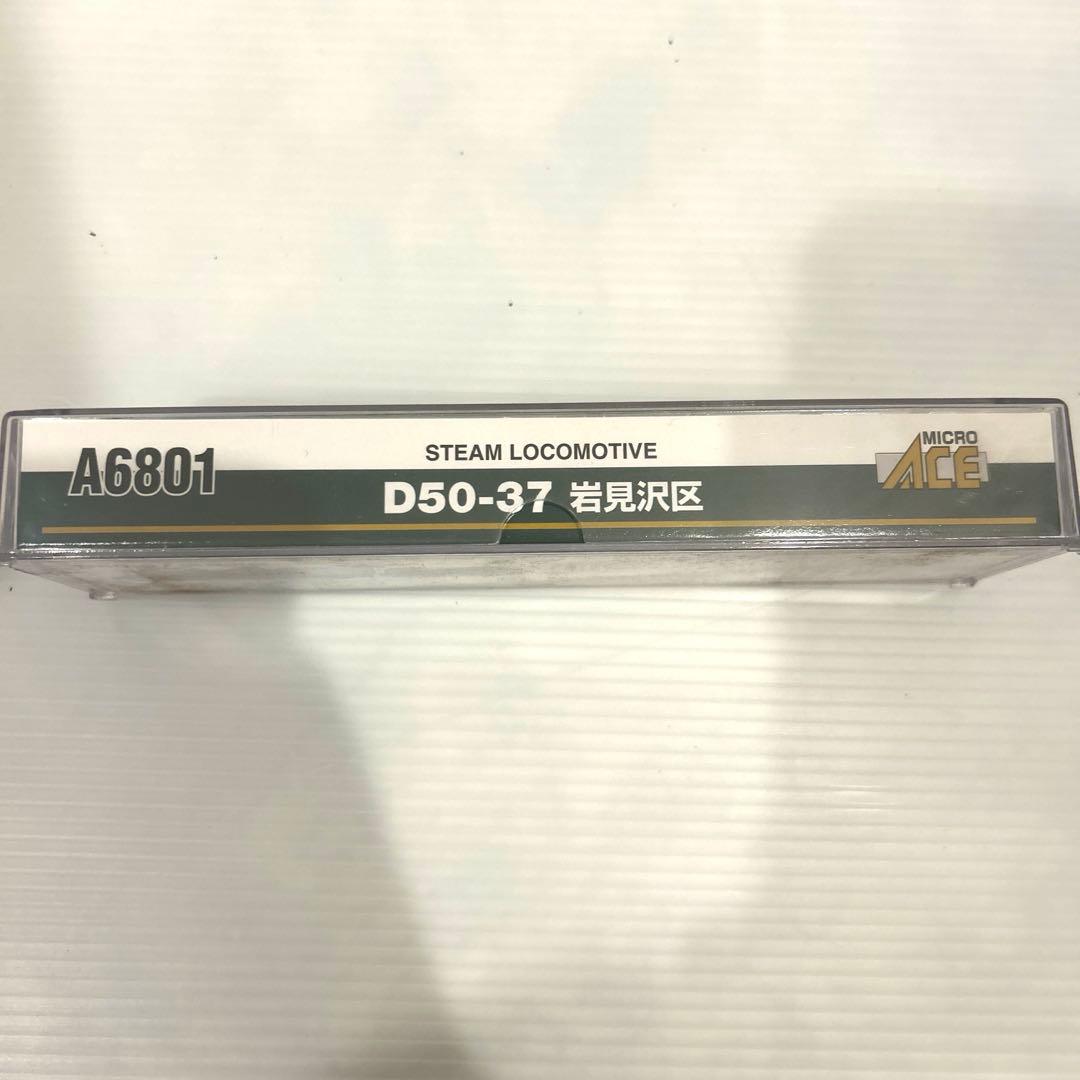 A6801
STEAM LOCOMOTIVE
D50-37 岩見沢区
MICRO
ACE